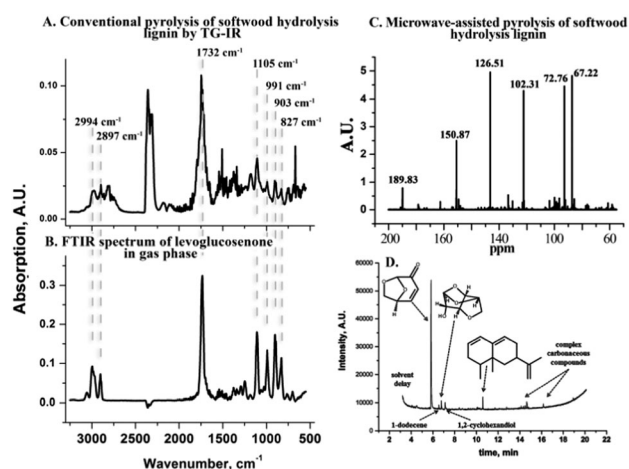 A. Conventional pyrolysis of softwood hydrolysis
lignin by TG-IR
1732 cm-1
1105 cm-1
991 cm-1
903 cm-1
827 cm-1
2994 cm-1
2897 cm-1
0.10
0.05
0.00
B. FTIR spectrum of levoglucosenone
in gas phase
0.3
0.2
0.1
0.0
Absorption, A.U.
3000 2500 2000 1500 1000 500
Wavenumber, cm-1
C. Microwave-assisted pyrolysis of softwood
hydrolysis lignin
126.51
102.31
72.76
67.22
150.87
189.83
5
4
3
2
1
0
A.U.
200 160 140 100 80 60
ppm
D.
60000
50000
40000
30000
20000
10000
0
Intensity, A.U.
O
O
O
H
H
O
H
O
HO
H
O
H
solvent
delay
complex
carbonaceous
compounds
1-dodecene
1,2-cyclohexandiol
2 4 6 8 10 12 14 16 18 20 22
time, min